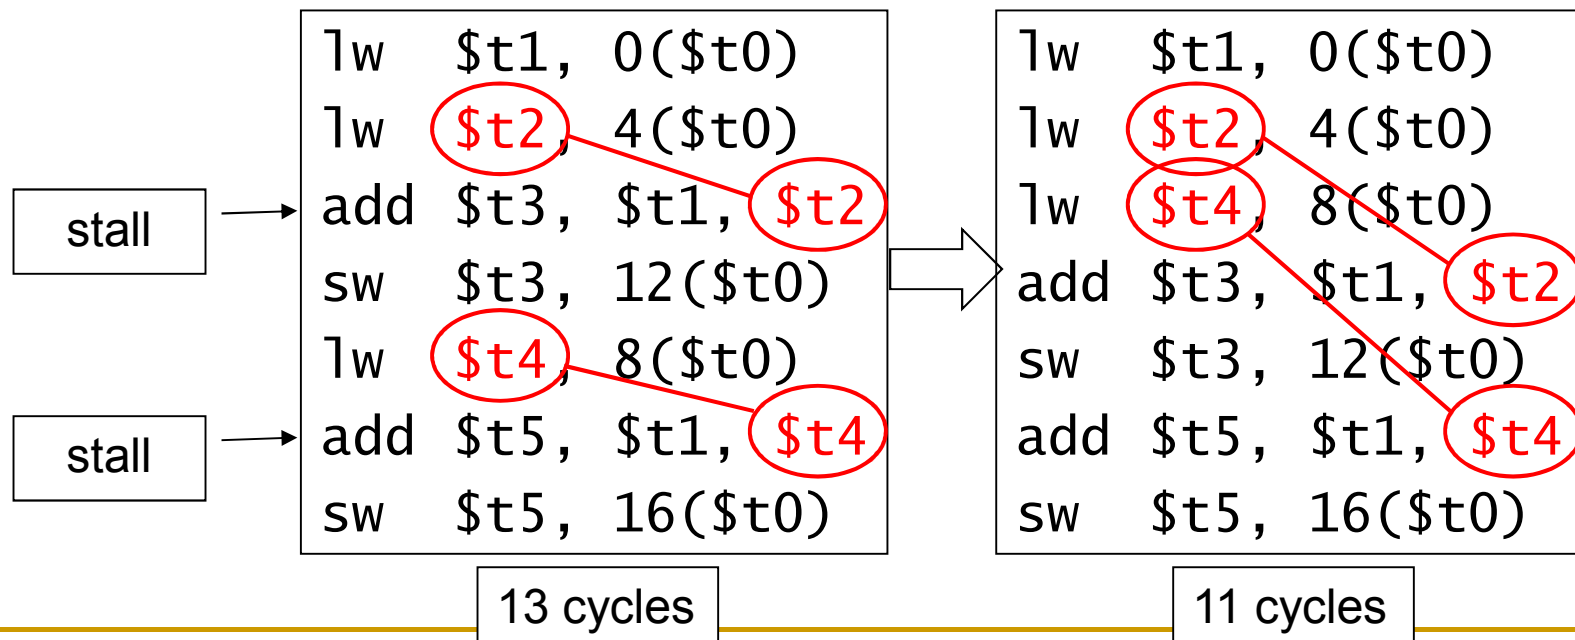 stall
stall
lw $t1, 0($t0)
lw $t2, 4($t0)
add $t3, $t1, $t2
sw $t3, 12($t0)
lw $t4, 8($t0)
add $t5, $t1, $t4
sw $t5, 16($t0)
13 cycles
lw $t1, 0($t0)
lw $t2, 4($t0)
lw $t4, 8($t0)
add $t3, $t1, $t2
sw $t3, 12($t0)
add $t5, $t1, $t4
sw $t5, 16($t0)
11 cycles